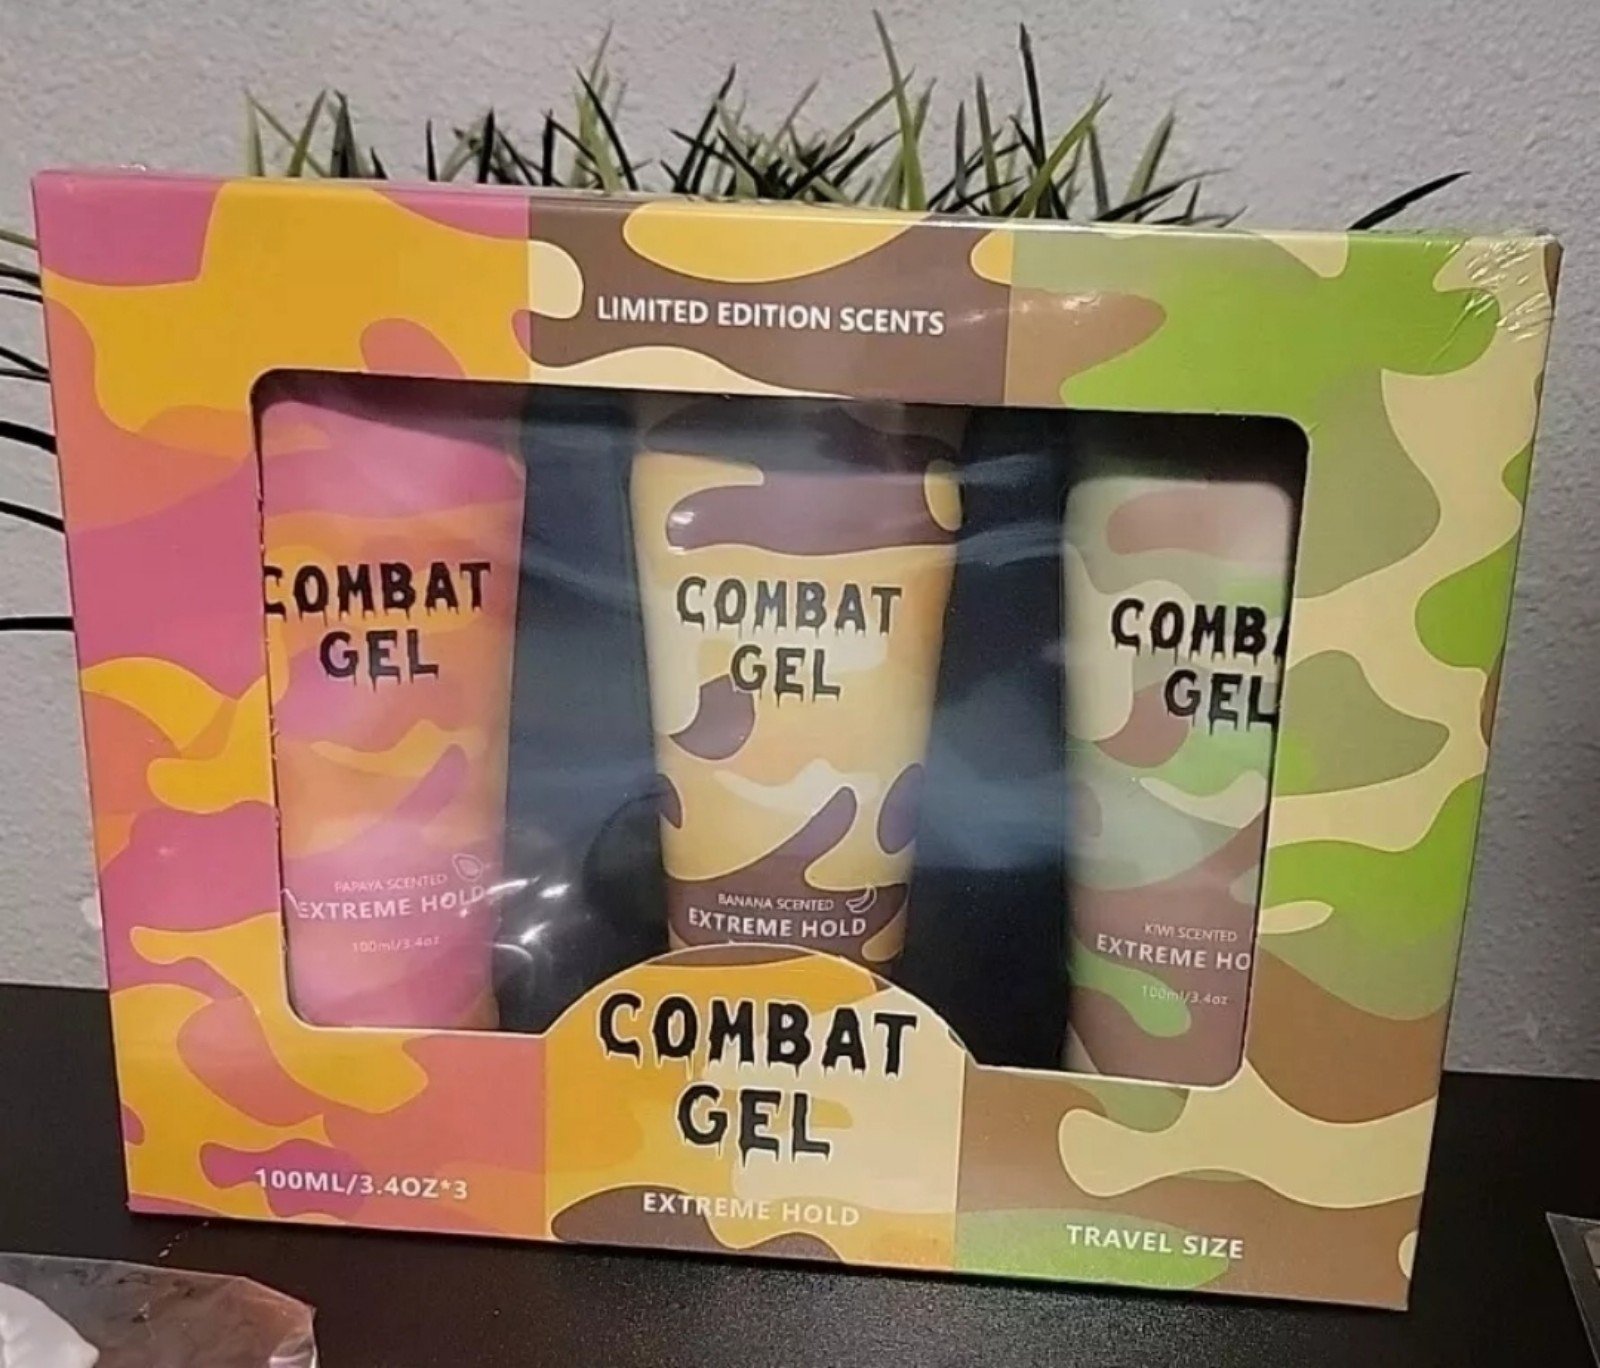 LIMITED EDITION SCENTS
COMBAT
GEL
PAPAYA SCENTED
EXTREME HOLD
100ml/3.4oz
COMBAT
GEL
BANANA SCENTED
EXTREME HOLD
COMBA
GEL
KIWI SCENTED
EXTREME HO
100ml/3.4oz
COMBAT
GEL
100ML/3.4OZ*3
EXTREME HOLD
TRAVEL SIZE